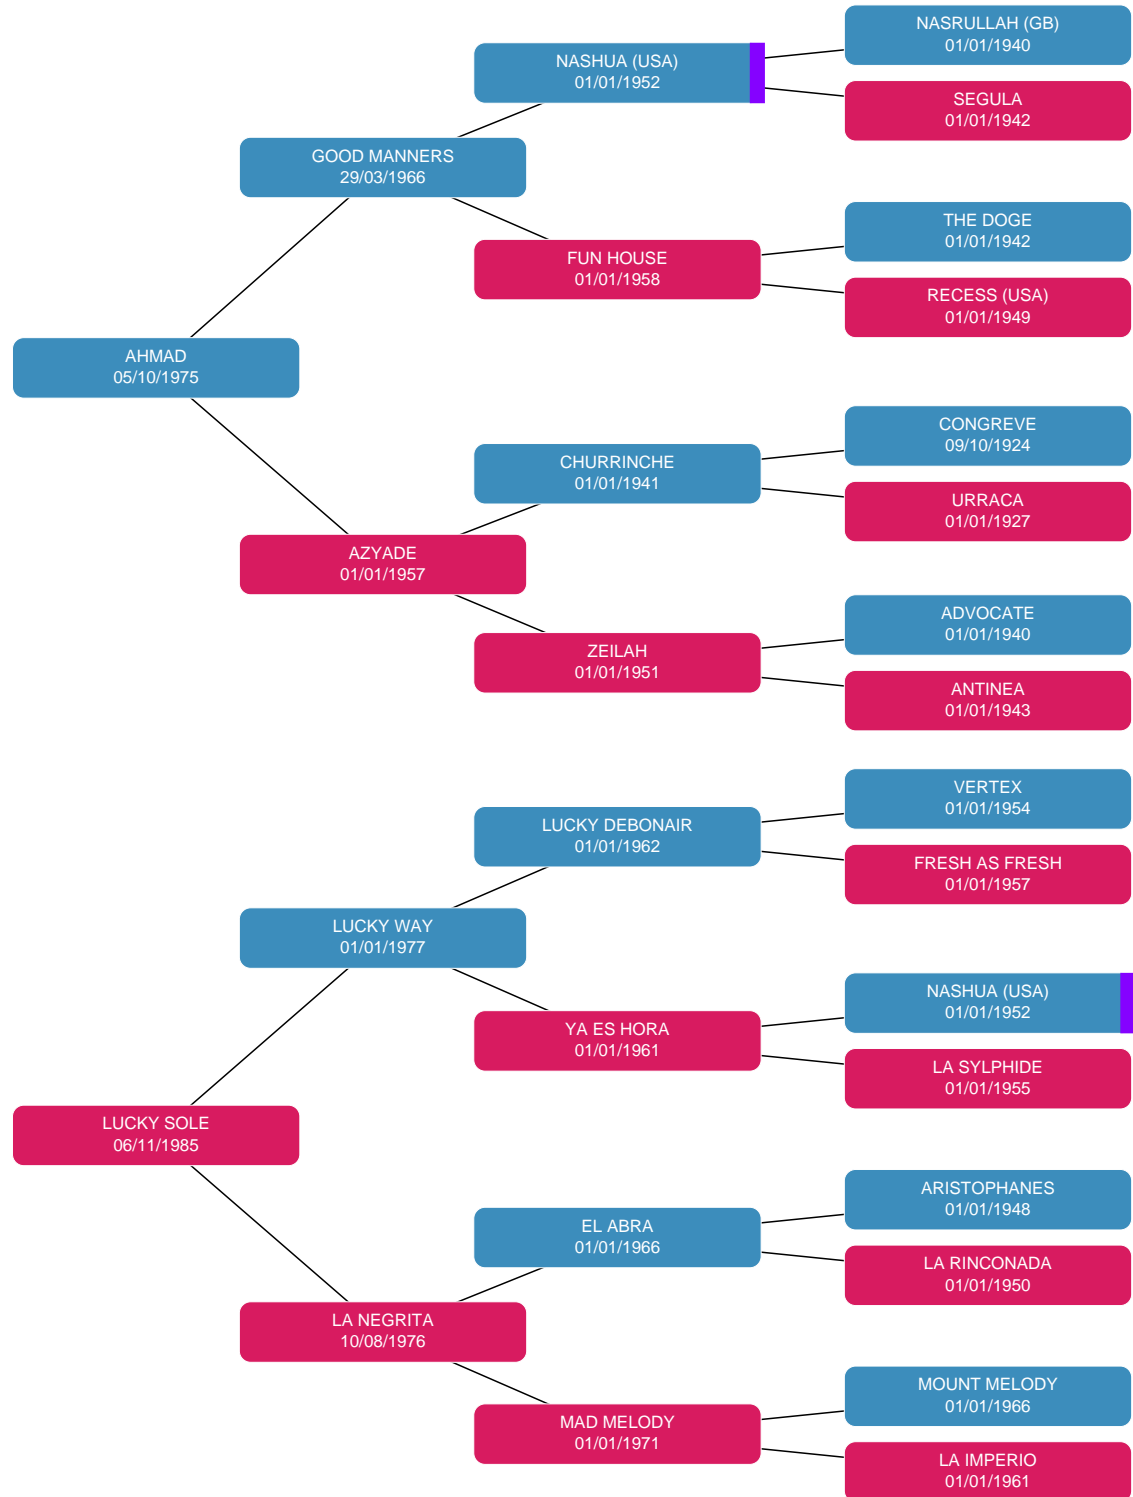 NASRULLAH (GB)
01/01/1940
NASHUA (USA)
01/01/1952
SEGULA
01/01/1942
GOOD MANNERS
29/03/1966
THE DOGE
01/01/1942
FUN HOUSE
01/01/1958
RECESS (USA)
01/01/1949
AHMAD
05/10/1975
CONGREVE
09/10/1924
CHURRINCHE
01/01/1941
URRACA
01/01/1927
AZYADE
01/01/1957
ADVOCATE
01/01/1940
ZEILAH
01/01/1951
ANTINEA
01/01/1943
VERTEX
01/01/1954
LUCKY DEBONAIR
01/01/1962
FRESH AS FRESH
01/01/1957
LUCKY WAY
01/01/1977
NASHUA (USA)
01/01/1952
YA ES HORA
01/01/1961
LA SYLPHIDE
01/01/1955
LUCKY SOLE
06/11/1985
ARISTOPHANES
01/01/1948
EL ABRA
01/01/1966
LA RINCONADA
01/01/1950
LA NEGRITA
10/08/1976
MOUNT MELODY
01/01/1966
MAD MELODY
01/01/1971
LA IMPERIO
01/01/1961